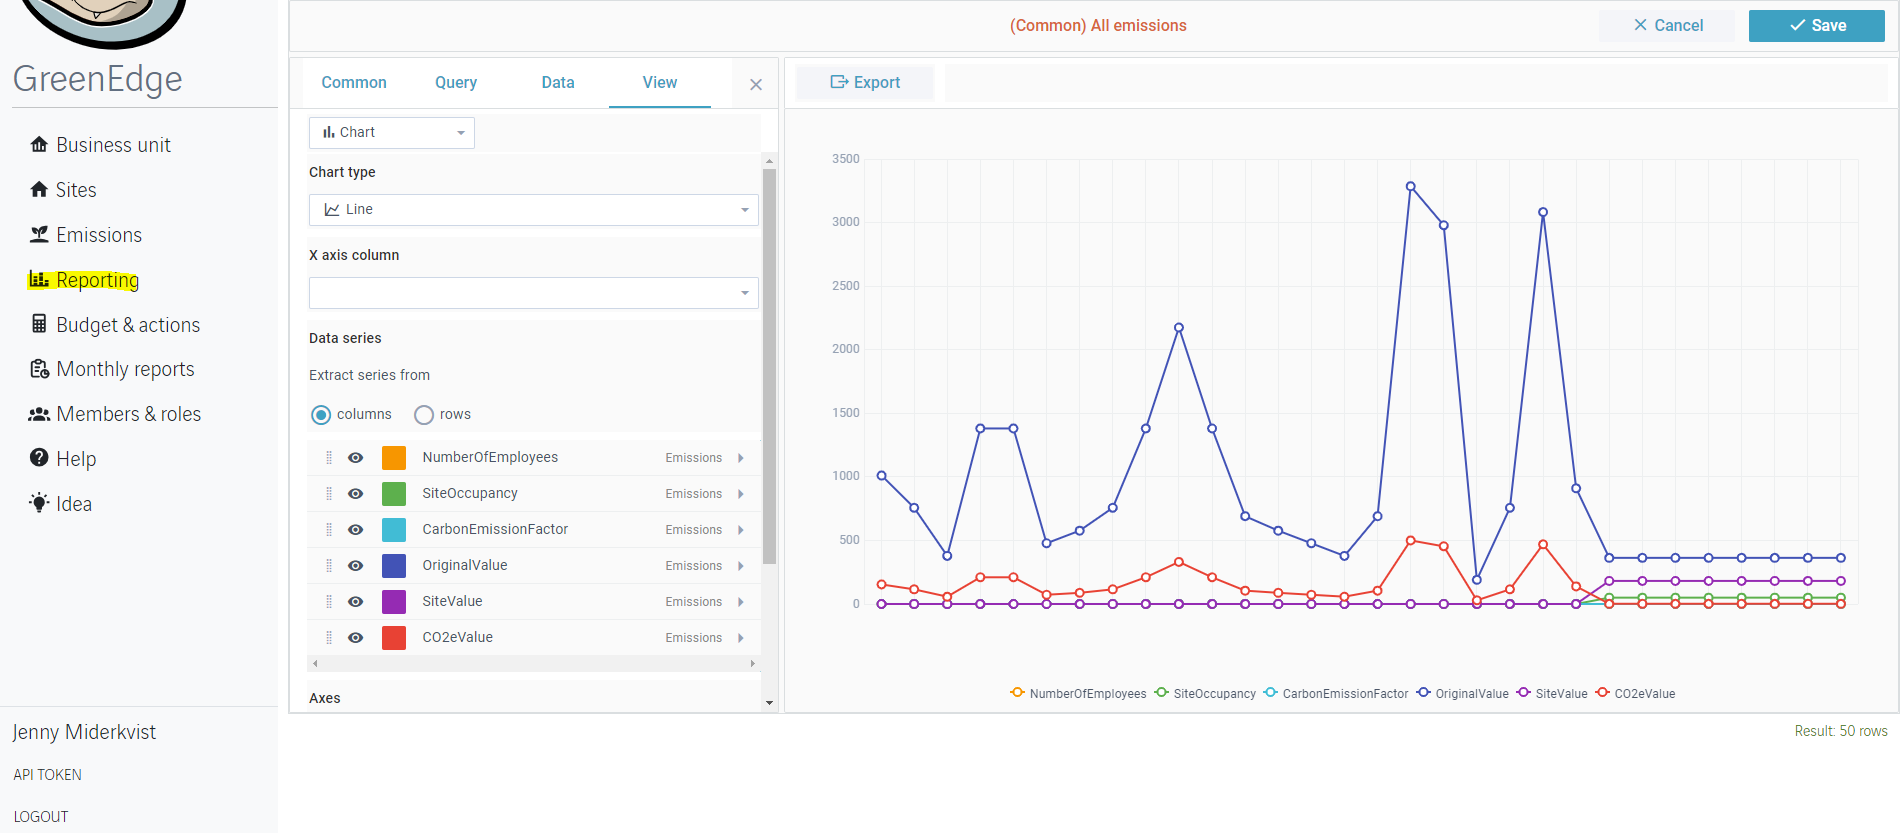 GreenEdge
Business unit
Sites
Emissions
Reporting
Budget & actions
Monthly reports
Members & roles
Help
Idea
Jenny Miderkvist
API TOKEN
LOGOUT
(Common) All emissions
Cancel
Save
Common Query Data View
Chart
Chart type
Line
X axis column
Data series
Extract series from
columns rows
NumberOfEmployees Emissions
SiteOccupancy Emissions
CarbonEmissionFactor Emissions
OriginalValue Emissions
SiteValue Emissions
CO2eValue Emissions
Axes
Export
3500
3000
2500
2000
1500
1000
500
0
NumberOfEmployees SiteOccupancy CarbonEmissionFactor OriginalValue SiteValue CO2eValue
Result: 50 rows